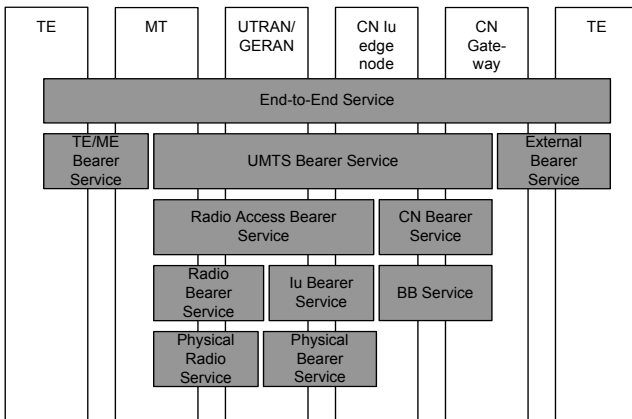 TE
MT
UTRAN/
GERAN
CN Iu
edge
node
CN
Gate-
way
TE
End-to-End Service
TE/ME
Bearer
Service
UMTS Bearer Service
External
Bearer
Service
Radio Access Bearer
Service
CN Bearer
Service
Radio
Bearer
Service
Iu Bearer
Service
BB Service
Physical
Radio
Service
Physical
Bearer
Service